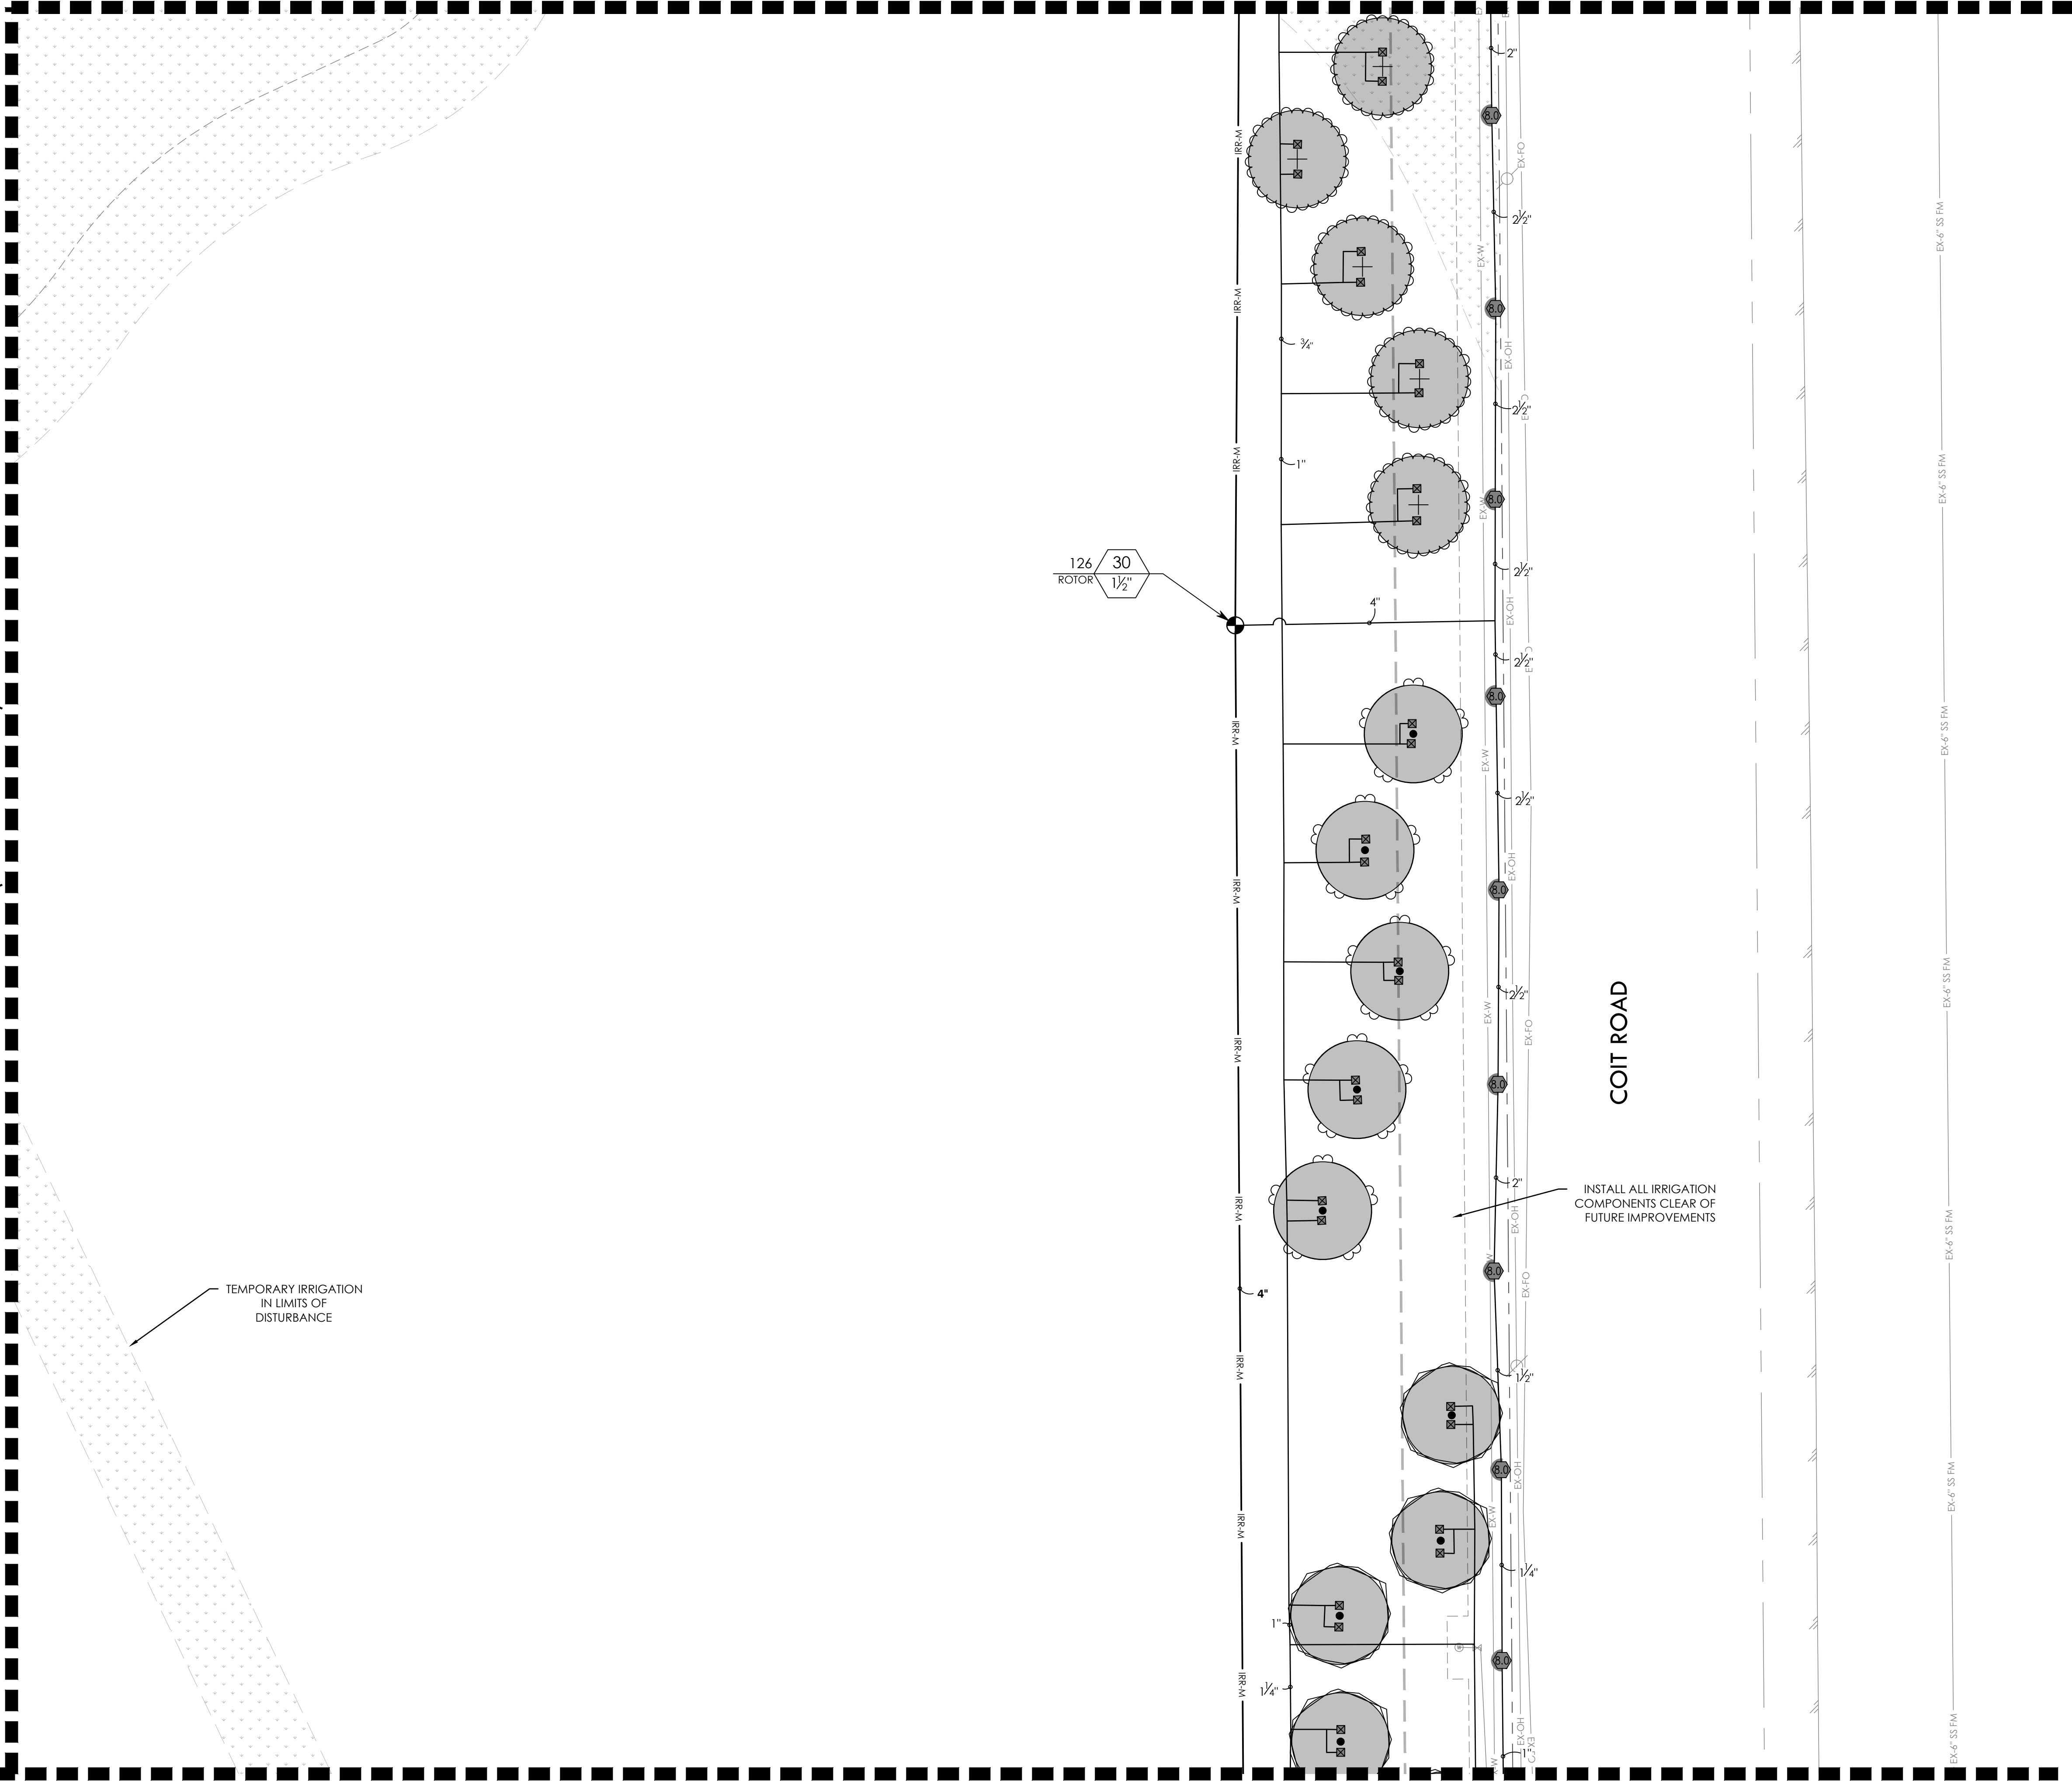 2"
8.0
IRR-M
EX-FO
2½"
EX-6" SS FM
EX-W
8.0
IRR-M
¾"
EX-OH
2½"
IRR-M
1"
EX-6" SS FM
8.0
EX-W
126
ROTOR
30
1½"
2½"
4"
EX-OH
2½"
8.0
IRR-M
EX-W
EX-6" SS FM
2½"
EX-OH
IRR-M
8.0
2½"
EX-6" SS FM
EX-W
EX-FO
COIT ROAD
IRR-M
8.0
2"
INSTALL ALL IRRIGATION
COMPONENTS CLEAR OF
FUTURE IMPROVEMENTS
IRR-M
EX-OH
EX-6" SS FM
8.0
EX-FO
TEMPORARY IRRIGATION
IN LIMITS OF
DISTURBANCE
4"
IRR-M
1½"
8.0
EX-OH
EX-6" SS FM
IRR-M
EX-W
1¼"
1"
8.0
IRR-M
1¼"
EX-OH
EX-6" SS FM
1"